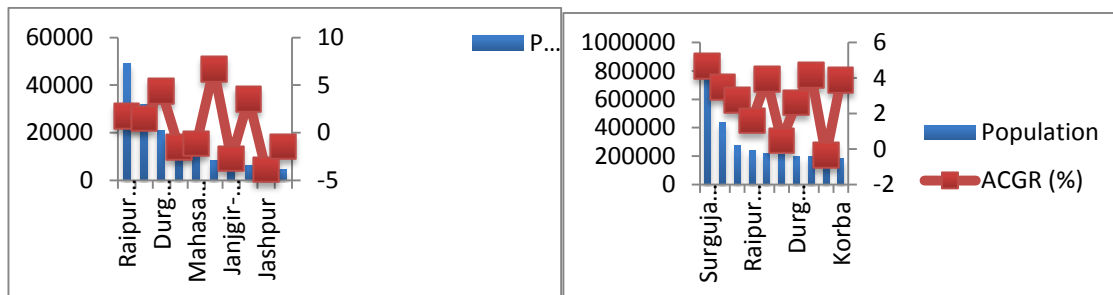 60000
40000
20000
0
10
5
0
-5
Raipur...
Durg...
Mahasa...
Janjgir-...
Jashpur
P...
1000000
800000
600000
400000
200000
0
6
4
2
0
-2
Surguja...
Raipur...
Durg...
Korba
Population
ACGR (%)